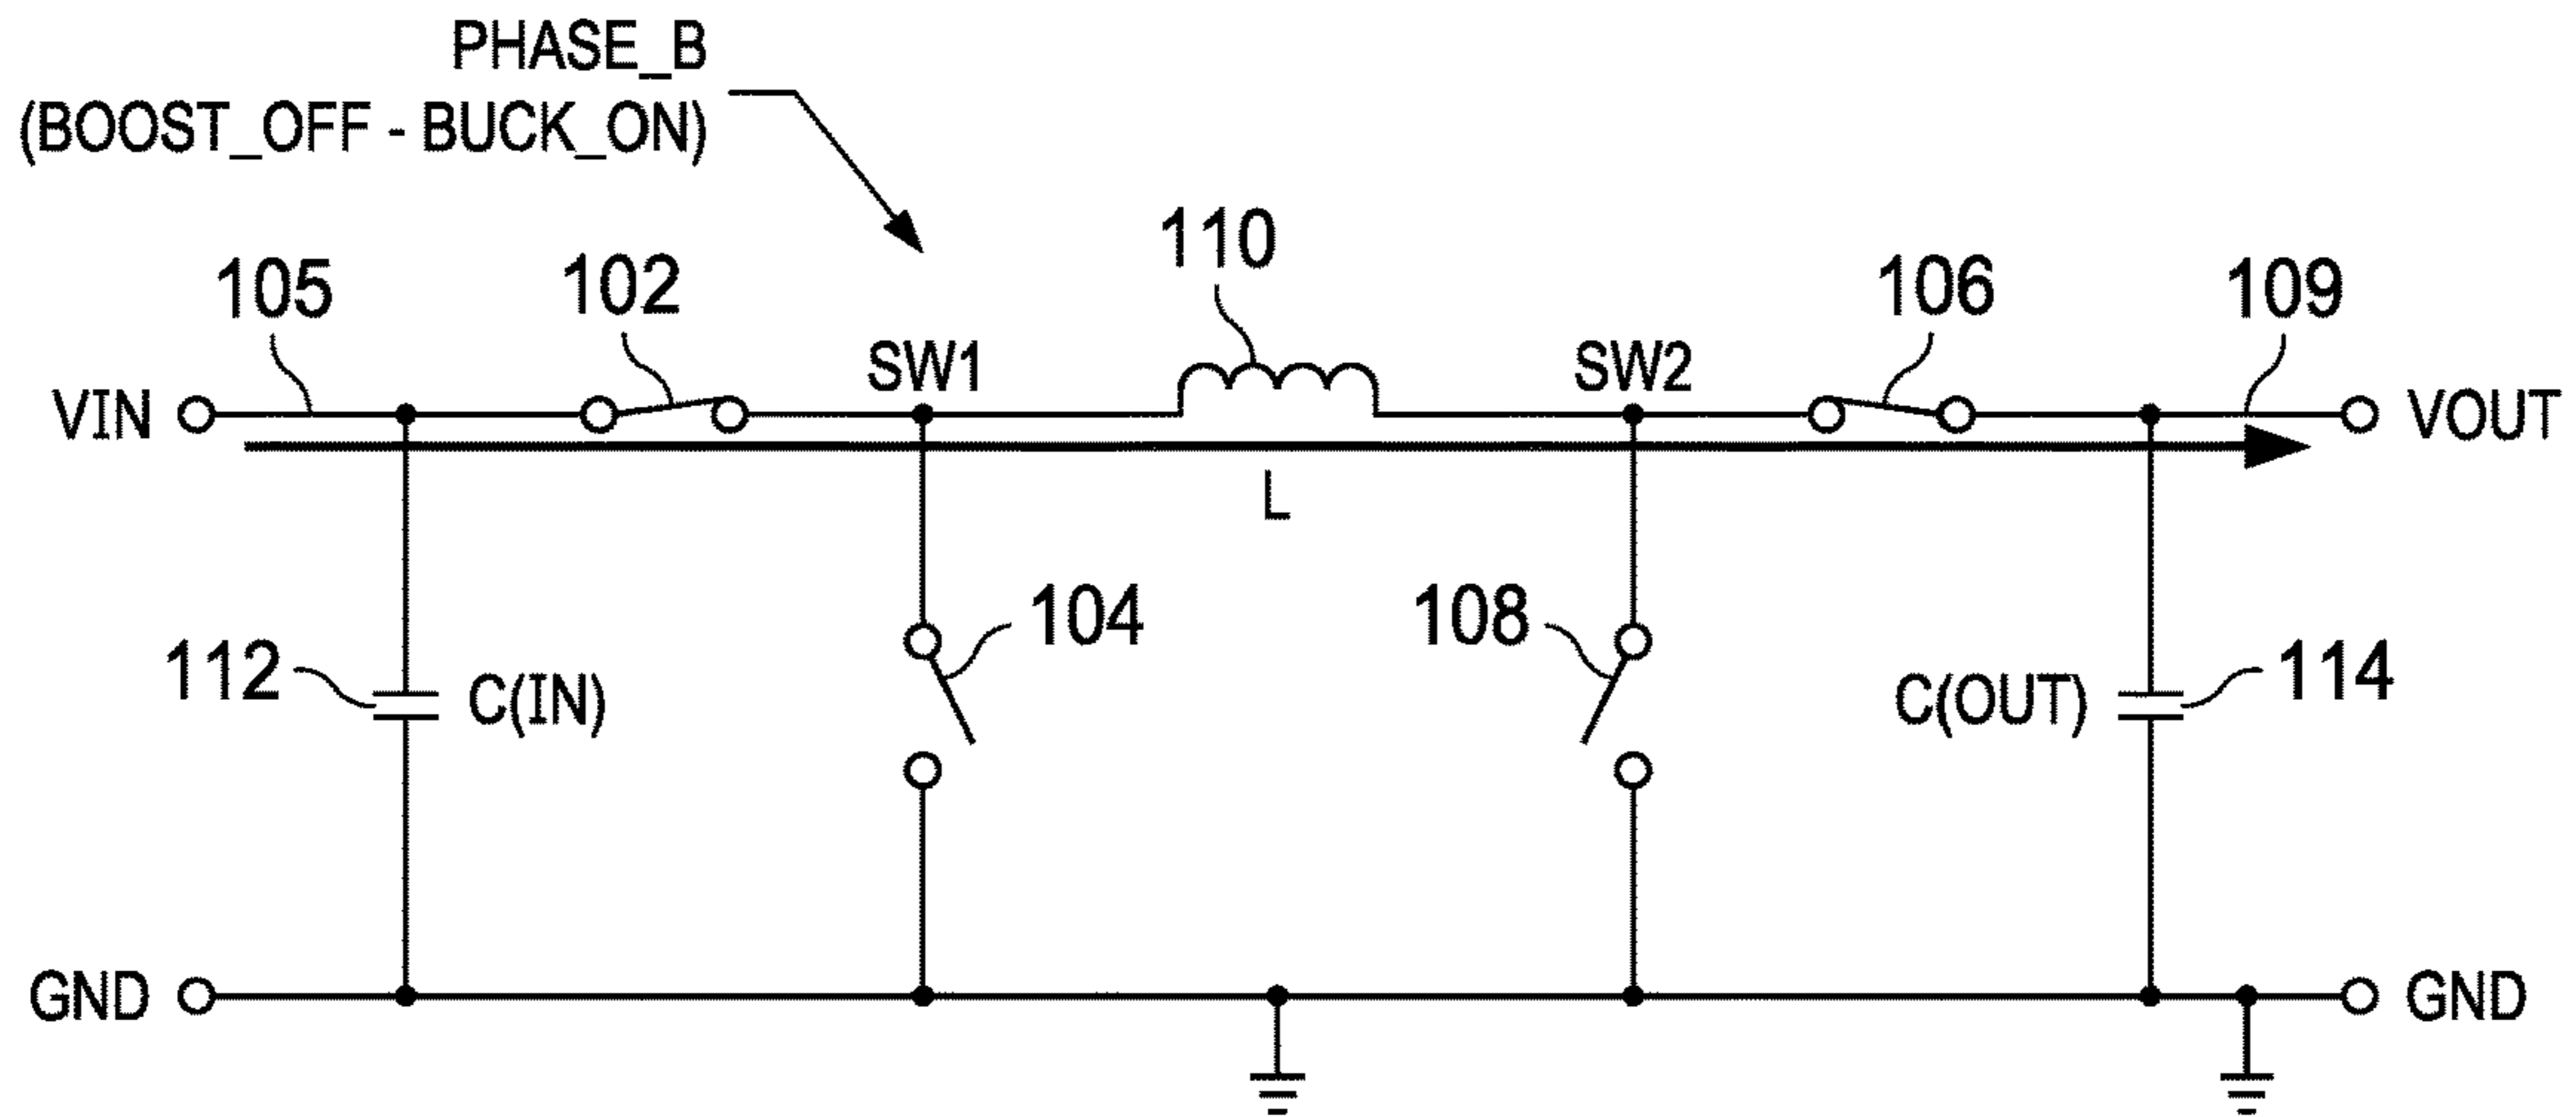 PHASE_B
(BOOST_OFF - BUCK_ON)
110
105
102
106
109
SW1
SW2
VIN
VOUT
L
104
108
112
C(IN)
C(OUT)
114
GND
GND